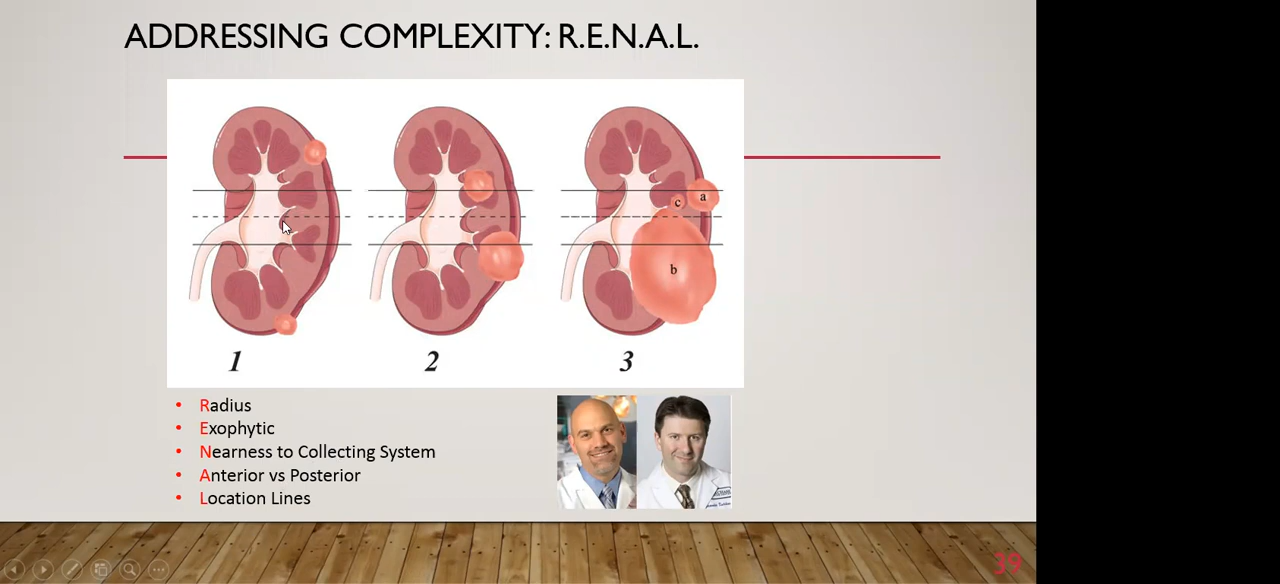 ADDRESSING COMPLEXITY: R.E.N.A.L.
a
c
b
1
2
3
• Radius
• Exophytic
• Nearness to Collecting System
• Anterior vs Posterior
• Location Lines
39